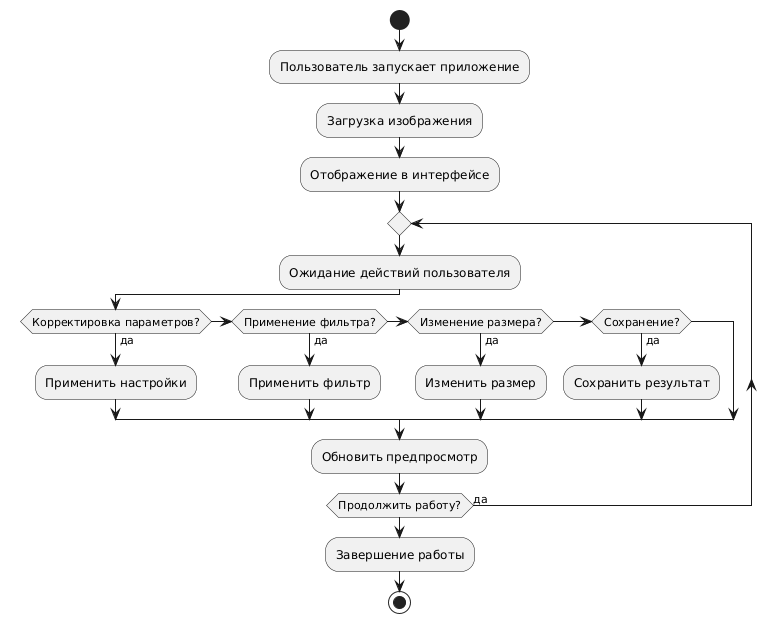 Пользователь запускает приложение
Загрузка изображения
Отображение в интерфейсе
Ожидание действий пользователя
Корректировка параметров?
Применение фильтра?
Изменение размера?
Сохранение?
да
да
да
да
Применить настройки
Применить фильтр
Изменить размер
Сохранить результат
Обновить предпросмотр
Продолжить работу?
да
Завершение работы